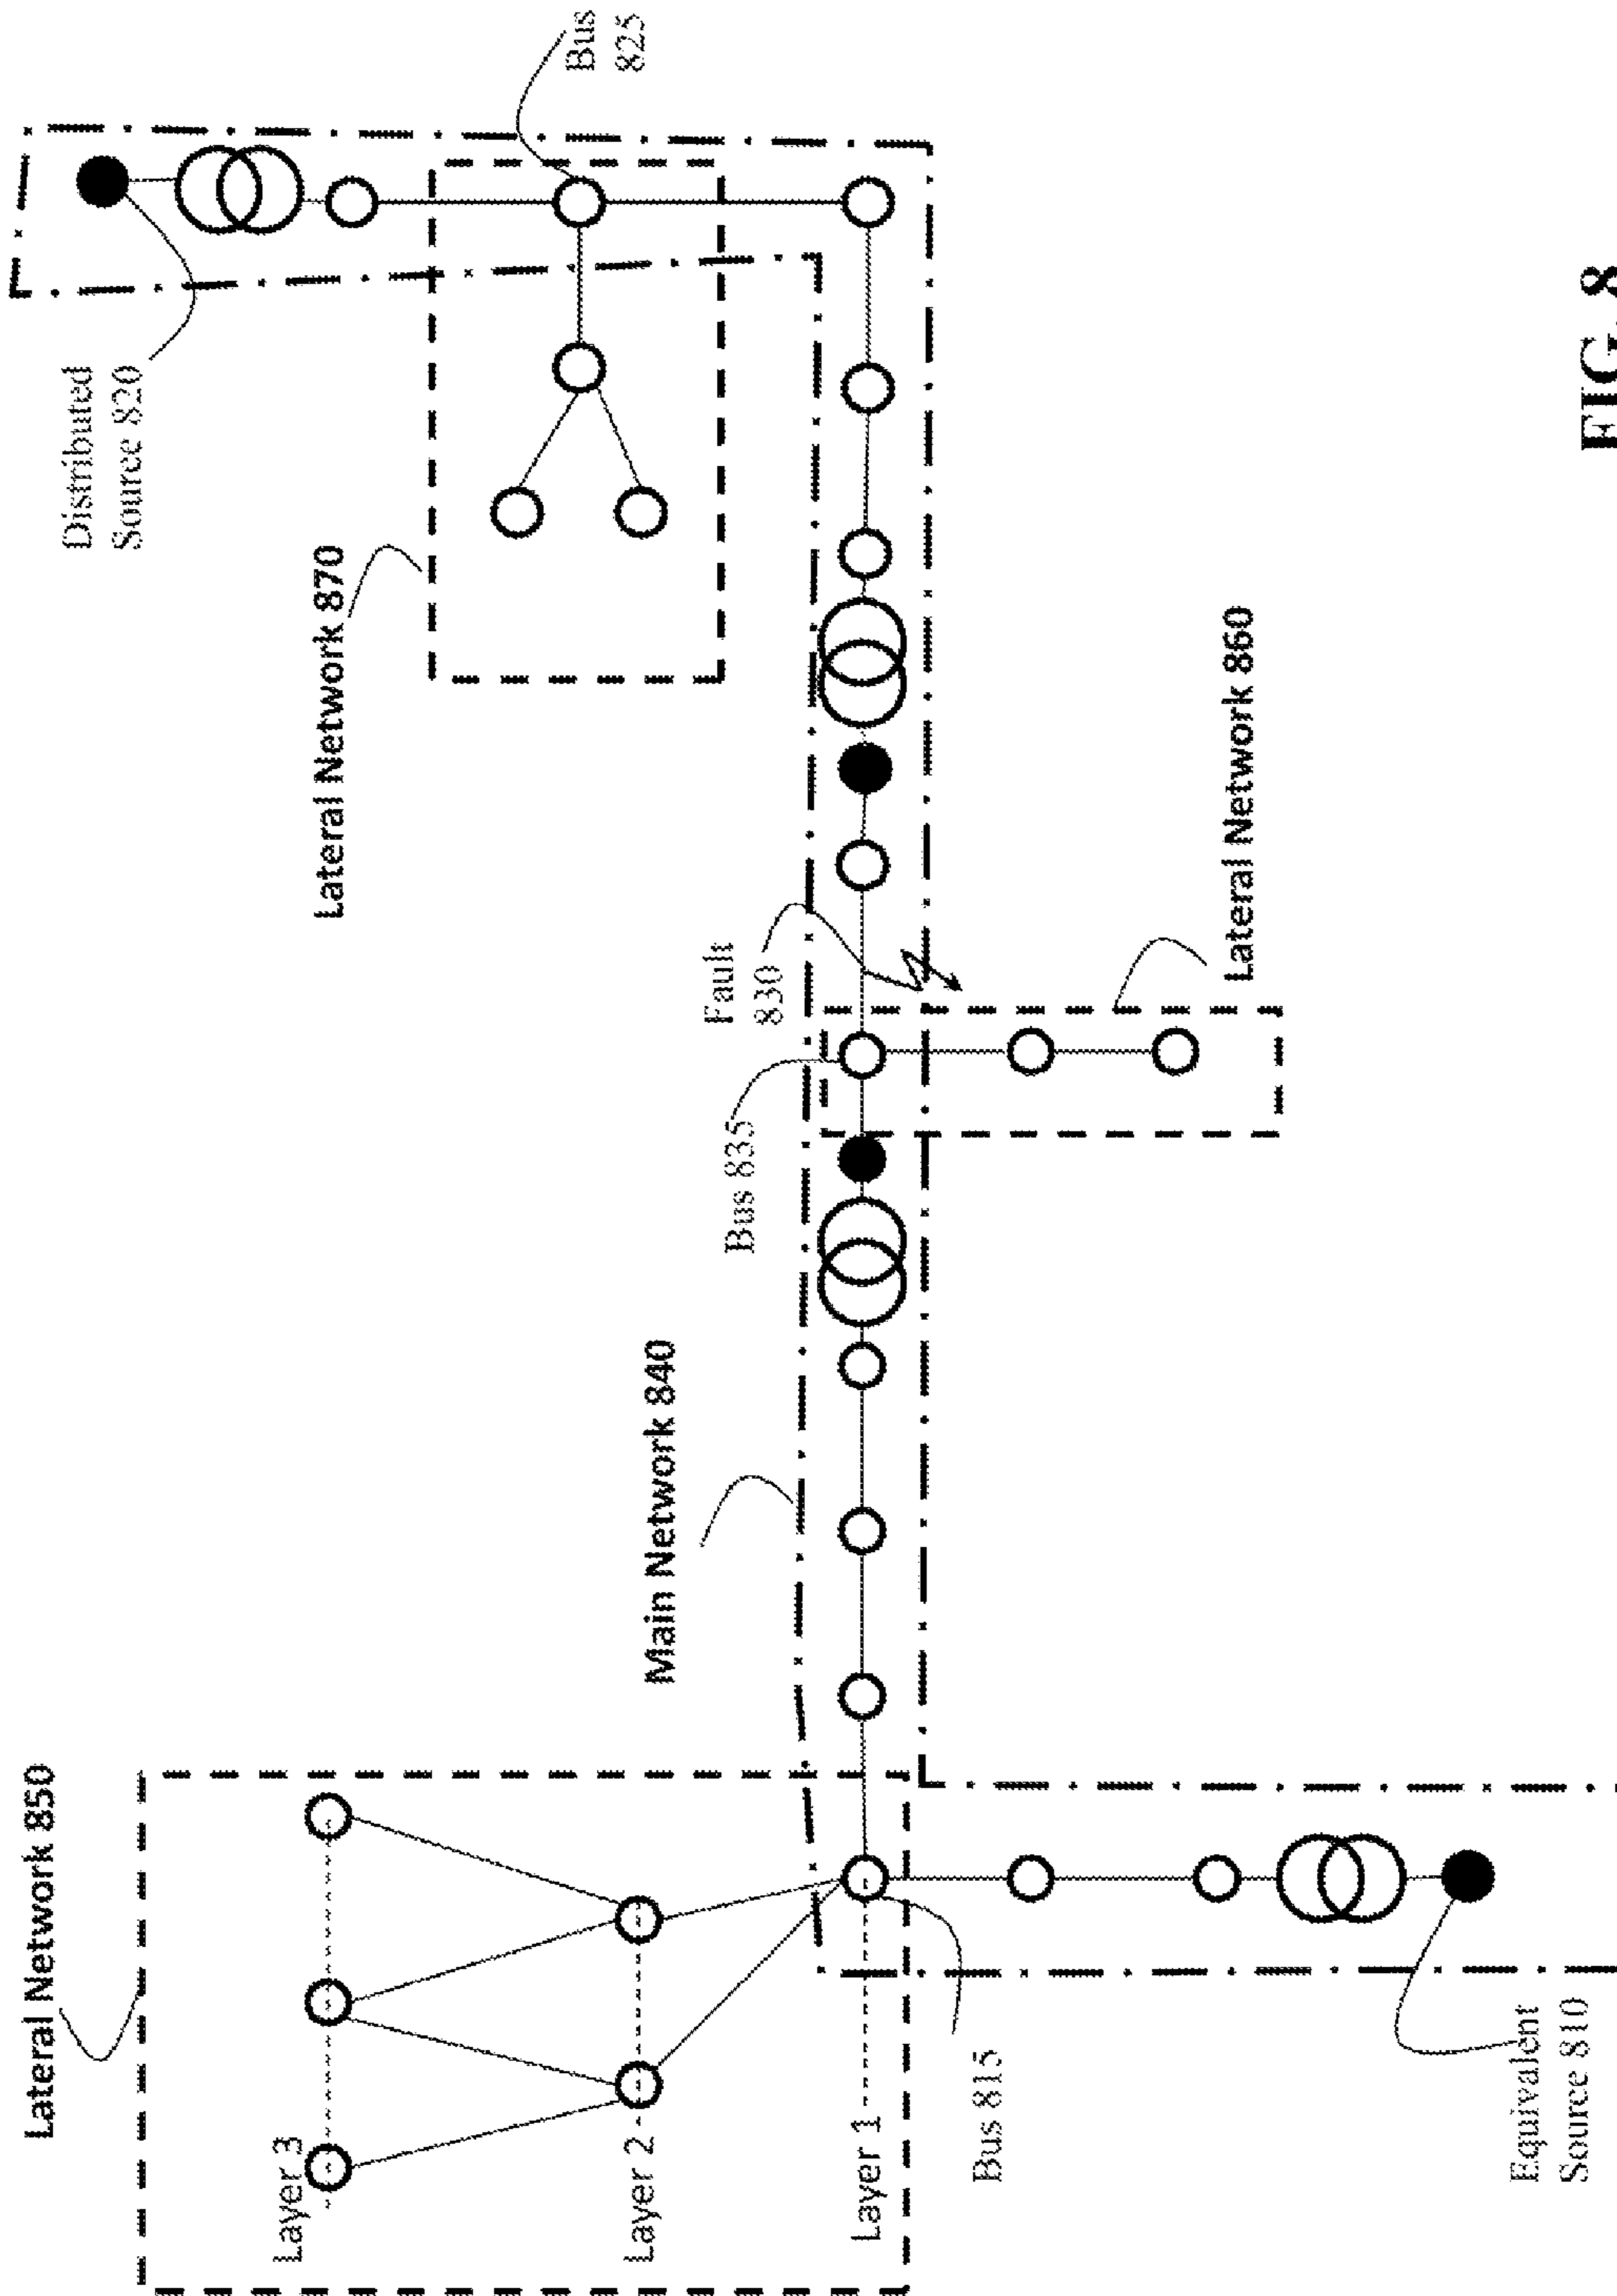 Lateral Network 850
Layer 3
Layer 2
Layer 1
Bus 815
Equivalent
Source 810
Main Network 840
Bus 835
Fault
830
Lateral Network 860
Lateral Network 870
Distributed
Source 820
Bus
825
FIG. 8